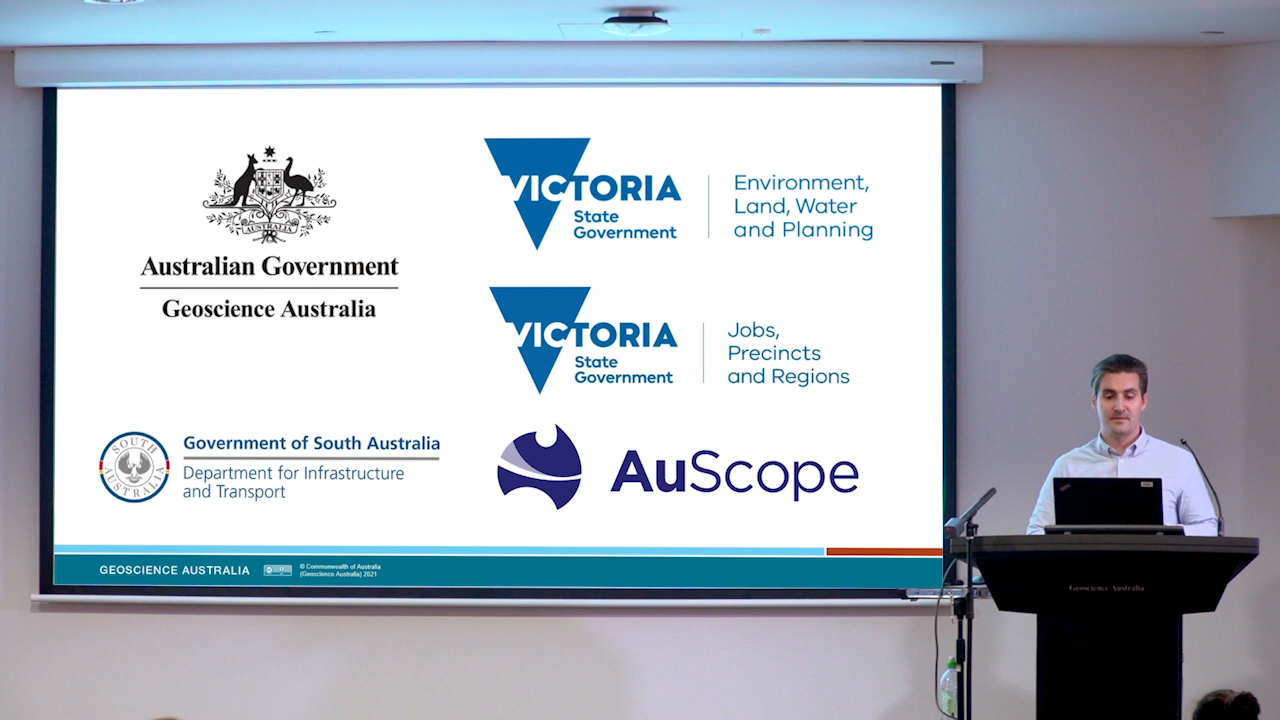 AUSTRALIA
Australian Government
Geoscience Australia
VICTORIA
State
Government
Environment,
Land, Water
and Planning
VICTORIA
State
Government
Jobs,
Precincts
and Regions
SOUTH
AUSTRALIA
Government of South Australia
Department for Infrastructure
and Transport
AuScope
GEOSCIENCE AUSTRALIA
© Commonwealth of Australia
(Geoscience Australia) 2021
Geoscience Australia